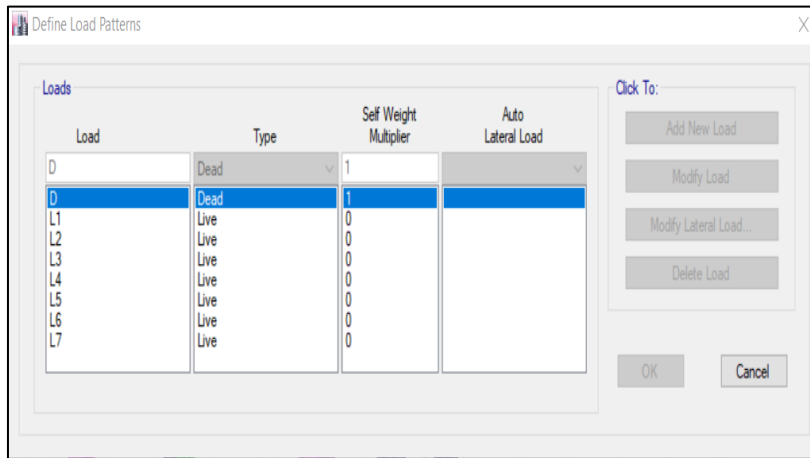 Define Load Patterns
X
Loads
Click To:
Load
Type
Self Weight
Multiplier
Auto
Lateral Load
D Dead 1
D Dead 1
L1 Live 0
L2 Live 0
L3 Live 0
L4 Live 0
L5 Live 0
L6 Live 0
L7 Live 0
Add New Load
Modify Load
Modify Lateral Load...
Delete Load
OK
Cancel